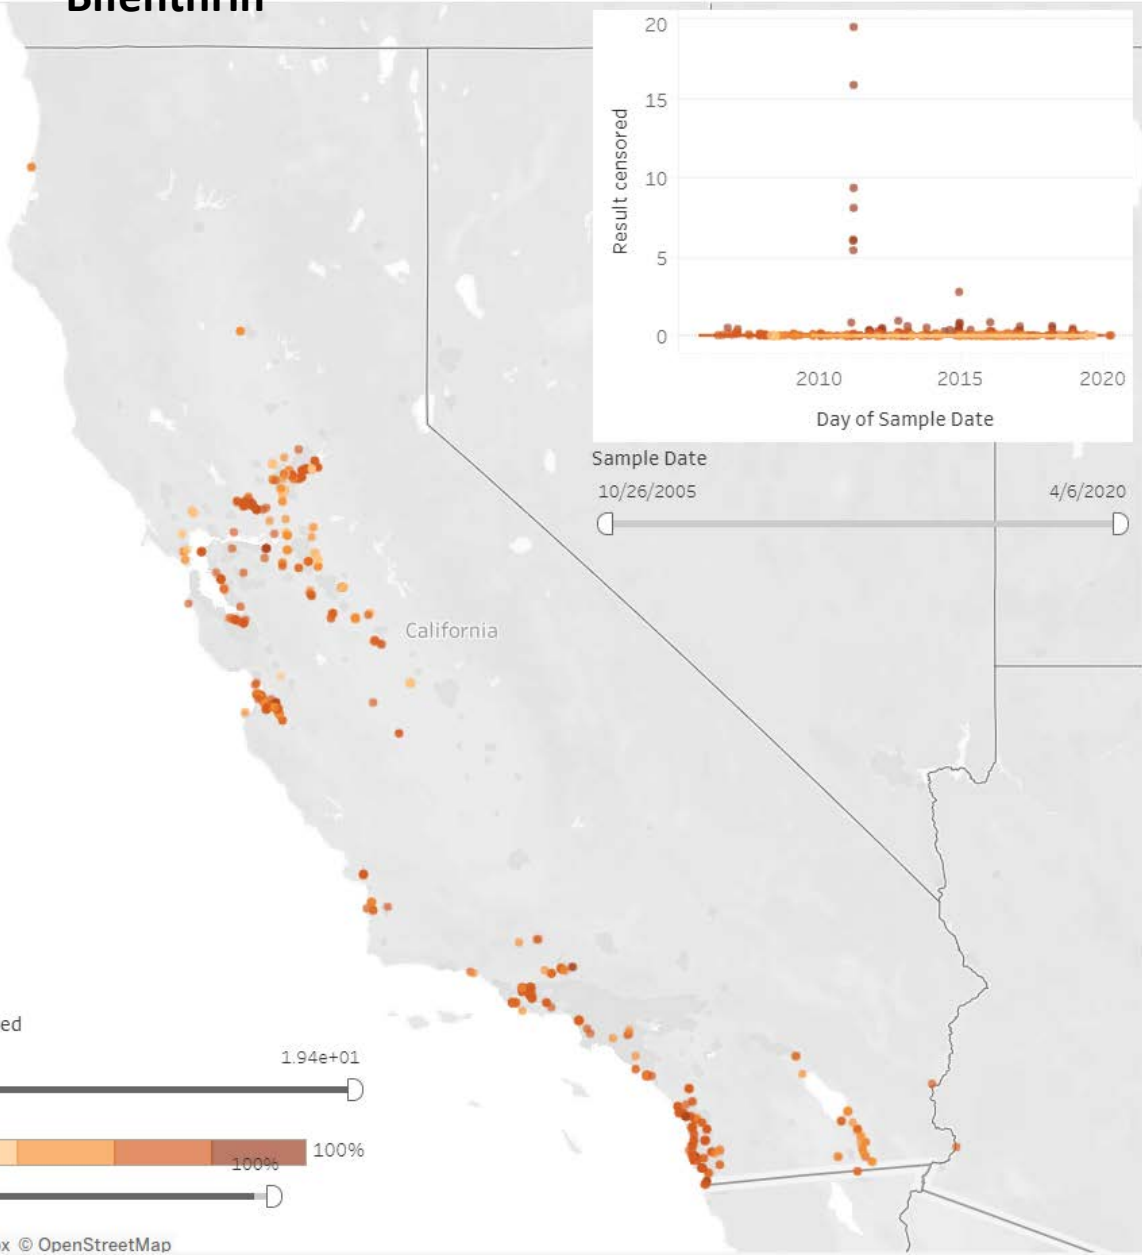 Bifenthrin
20
15
10
5
0
Result censored
2010 2015 2020
Day of Sample Date
Sample Date
10/26/2005 4/6/2020
California
ed
1.94e+01
100%
100%
x © OpenStreetMap